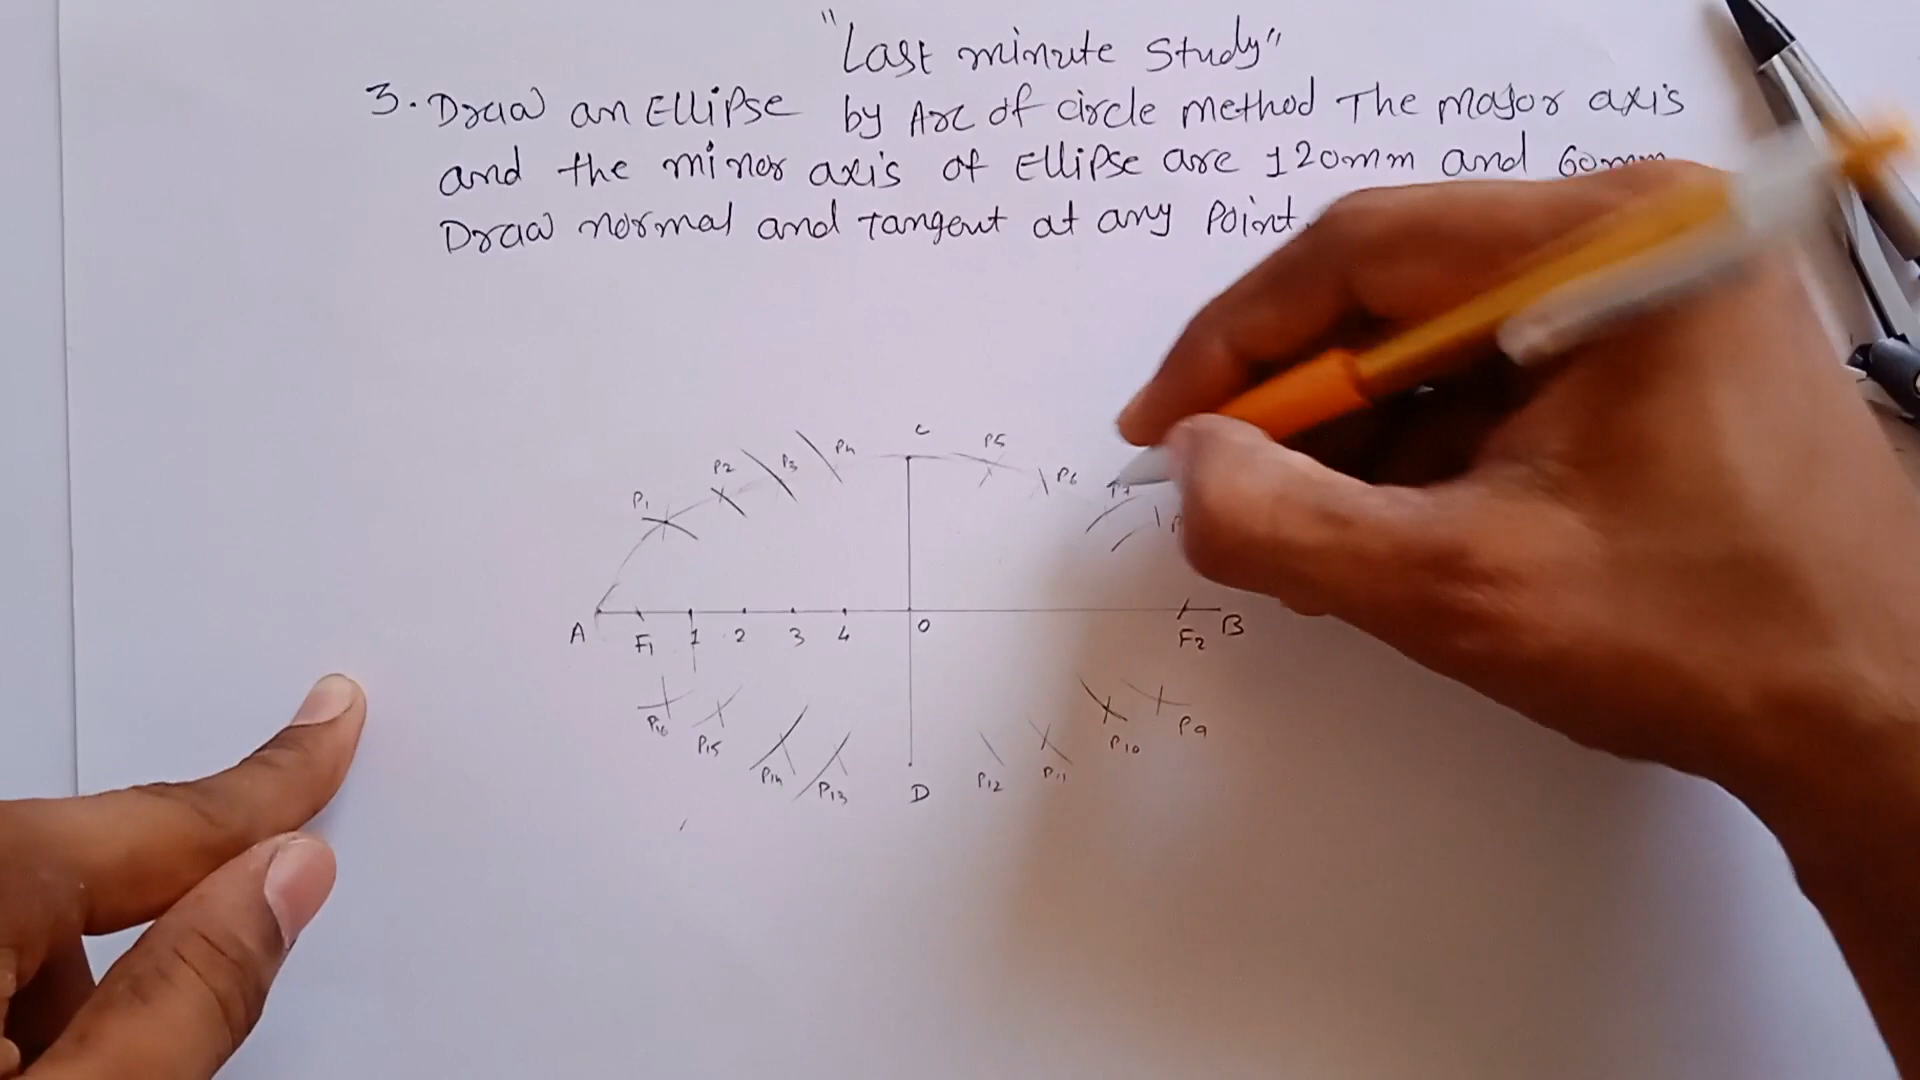 "Last minute Study"
3. Draw an Ellipse by Arc of circle method The major axis
and the minor axis of Ellipse are 120mm and 60mm
Draw normal and Tangent at any Point.
C
P1 P2 P3 P4 P5 P6
A F1 1 2 3 4 O F2 B
P16 P15 P14 P13 D P12 P11 P10 P9